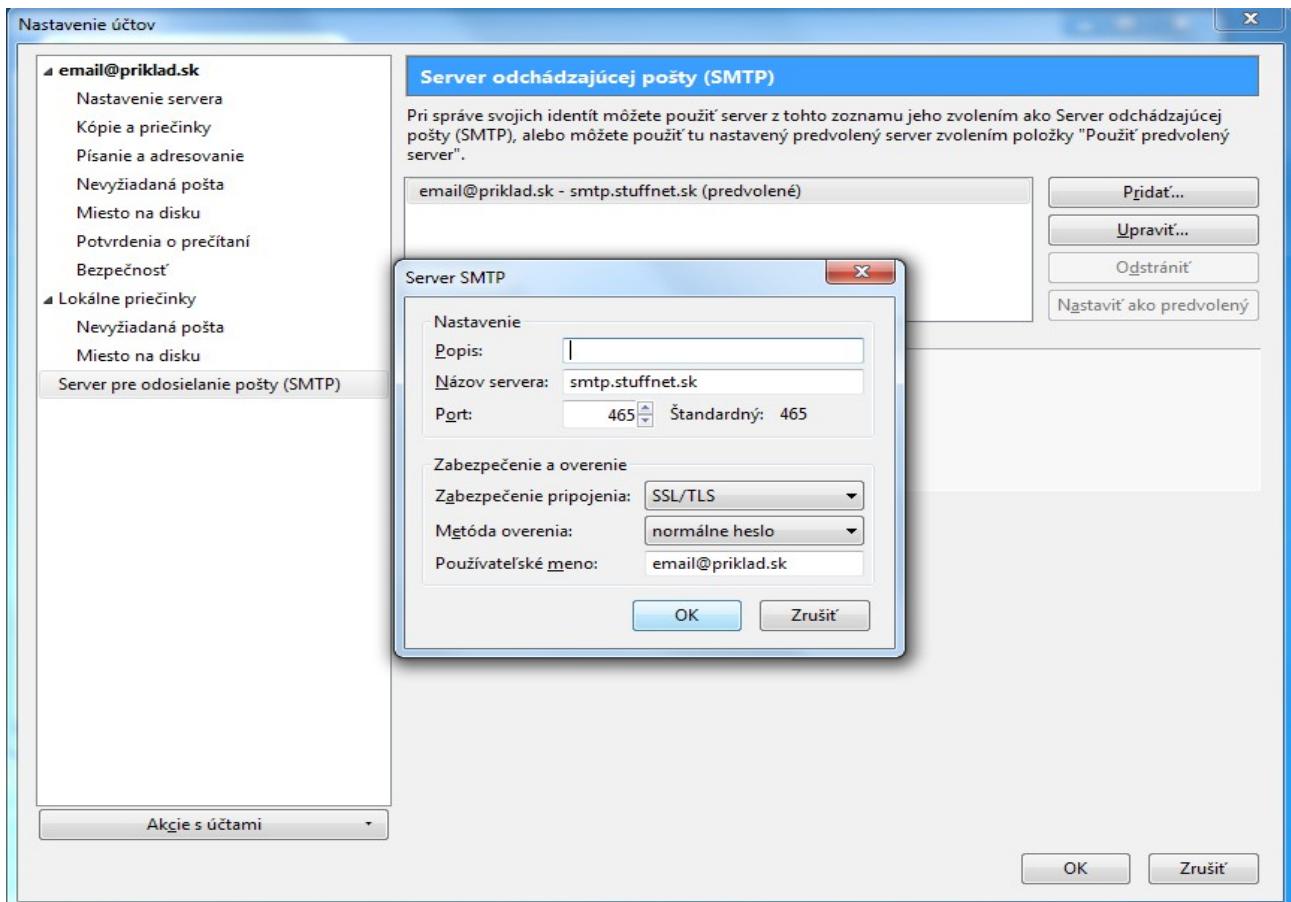 Nastavenie účtov
email@priklad.sk
Nastavenie servera
Kópie a priečinky
Písanie a adresovanie
Nevyžiadaná pošta
Miesto na disku
Potvrdenia o prečítaní
Bezpečnosť
Lokálne priečinky
Nevyžiadaná pošta
Miesto na disku
Server pre odosielanie pošty (SMTP)
Akcie s účtami
Server odchádzajúcej pošty (SMTP)
Pri správe svojich identít môžete použiť server z tohto zoznamu jeho zvolením ako Server odchádzajúcej
pošty (SMTP), alebo môžete použiť tu nastavený predvolený server zvolením položky "Použiť predvolený
server".
email@priklad.sk - smtp.stuffnet.sk (predvolené)
Pridať...
Upraviť...
Odstrániť
Nastaviť ako predvolený
Server SMTP
Nastavenie
Popis:
Názov servera: smtp.stuffnet.sk
Port: 465 Štandardný: 465
Zabezpečenie a overenie
Zabezpečenie pripojenia: SSL/TLS
Metóda overenia: normálne heslo
Používateľské meno: email@priklad.sk
OK Zrušiť
OK Zrušiť